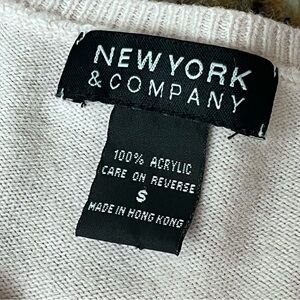 NEW YORK
& COMPANY
100% ACRYLIC
CARE ON REVERSE
S
MADE IN HONG KONG